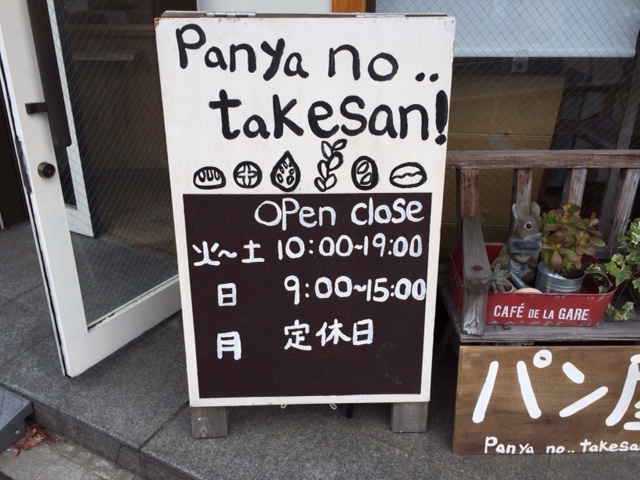 Panya no..
takesan!
OPen close
火~土 10:00~19:00
日 9:00~15:00
月 定休日
CAFÉ DE LA GARE
パン屋
Panya no.. takesa